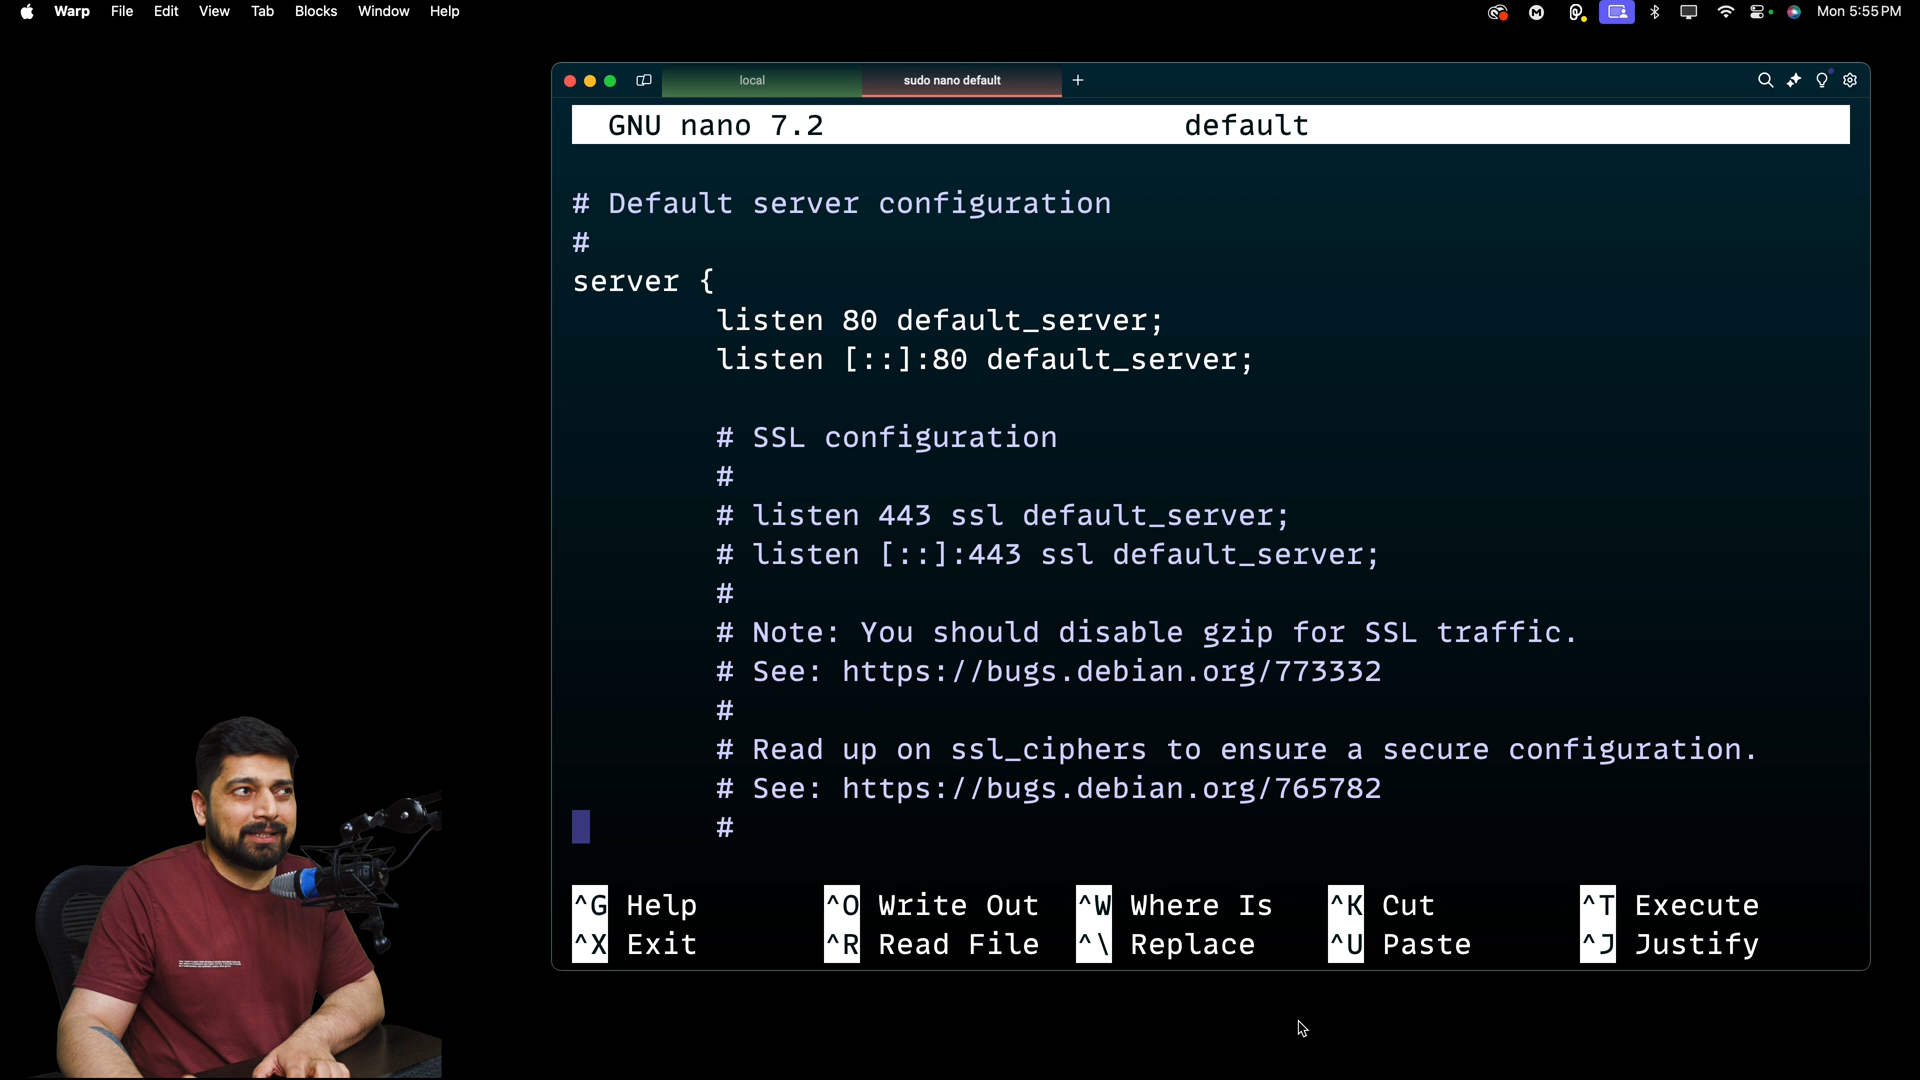 Warp File Edit View Tab Blocks Window Help Mon 5:55 PM
local sudo nano default +
GNU nano 7.2 default
# Default server configuration
#
server {
listen 80 default_server;
listen [::]:80 default_server;
# SSL configuration
#
# listen 443 ssl default_server;
# listen [::]:443 ssl default_server;
#
# Note: You should disable gzip for SSL traffic.
# See: https://bugs.debian.org/773332
#
# Read up on ssl_ciphers to ensure a secure configuration.
# See: https://bugs.debian.org/765782
#
^G Help ^O Write Out ^W Where Is ^K Cut ^T Execute
^X Exit ^R Read File ^\ Replace ^U Paste ^J Justify